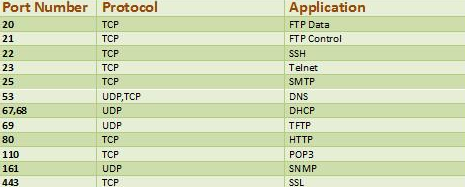 Port Number Protocol Application
20 TCP FTP Data
21 TCP FTP Control
22 TCP SSH
23 TCP Telnet
25 TCP SMTP
53 UDP,TCP DNS
67,68 UDP DHCP
69 UDP TFTP
80 TCP HTTP
110 TCP POP3
161 UDP SNMP
443 TCP SSL